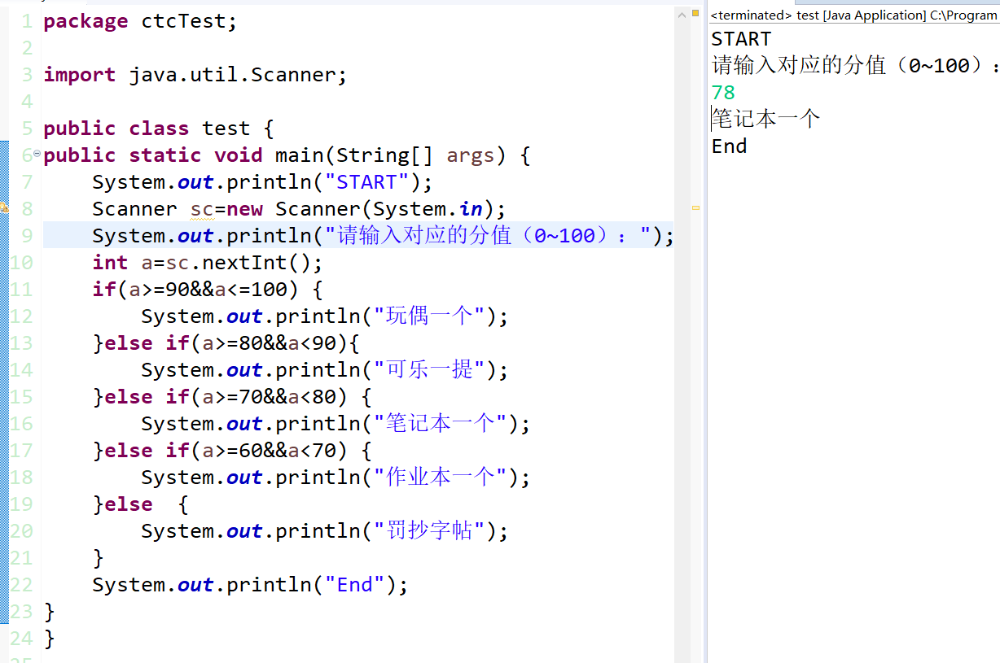 1 package ctcTest;
2
3 import java.util.Scanner;
4
5 public class test {
6 public static void main(String[] args) {
7     System.out.println("START");
8     Scanner sc=new Scanner(System.in);
9     System.out.println("请输入对应的分值（0~100）：");
10     int a=sc.nextInt();
11     if(a>=90&&a<=100) {
12         System.out.println("玩偶一个");
13     }else if(a>=80&&a<90){
14         System.out.println("可乐一提");
15     }else if(a>=70&&a<80) {
16         System.out.println("笔记本一个");
17     }else if(a>=60&&a<70) {
18         System.out.println("作业本一个");
19     }else  {
20         System.out.println("罚抄字帖");
21     }
22     System.out.println("End");
23 }
24 }
25
<terminated> test [Java Application] C:\Program
START
请输入对应的分值（0~100）：
78
笔记本一个
End